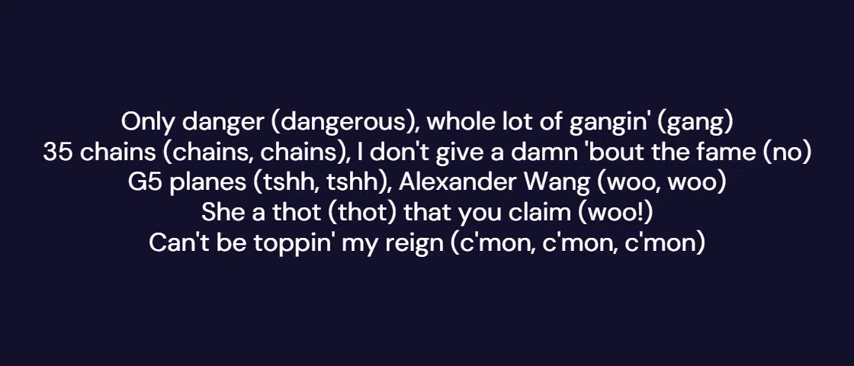 Only danger (dangerous), whole lot of gangin' (gang)
35 chains (chains, chains), I don't give a damn 'bout the fame (no)
G5 planes (tshh, tshh), Alexander Wang (woo, woo)
She a thot (thot) that you claim (woo!)
Can't be toppin' my reign (c'mon, c'mon, c'mon)